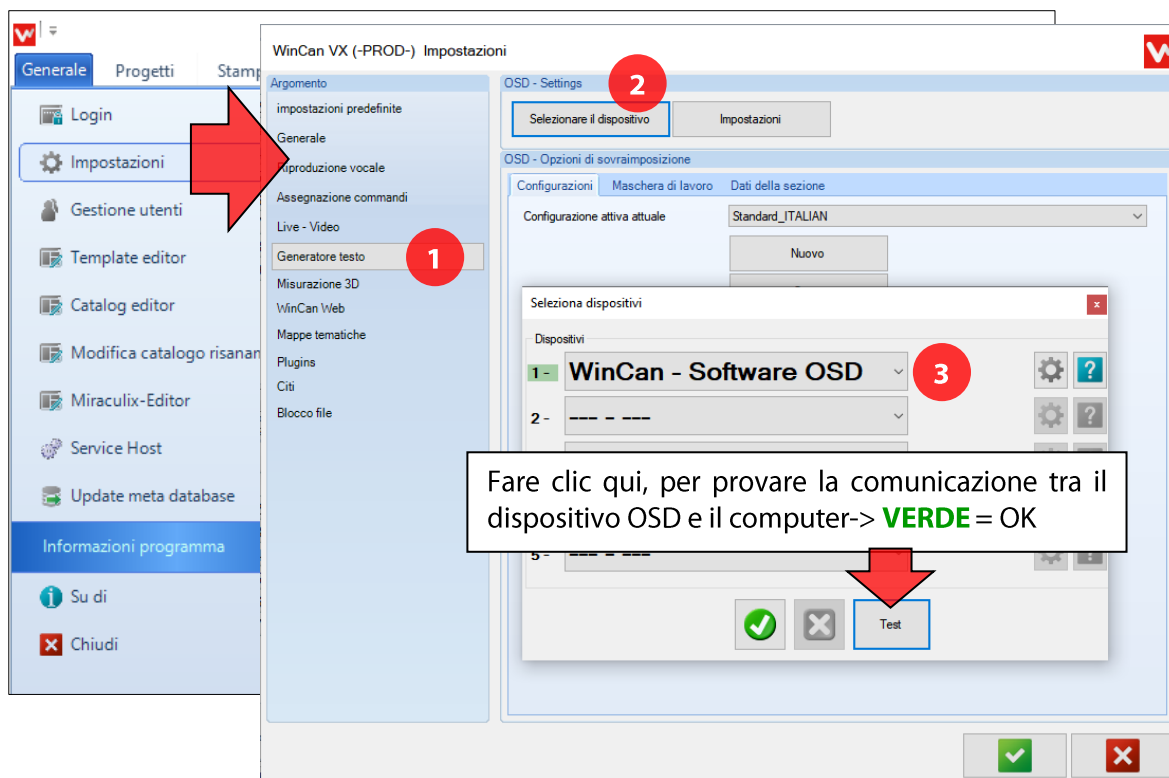 Generale Progetti Stamp
Login
Impostazioni
Gestione utenti
Template editor
Catalog editor
Modifica catalogo risanam
Miraculix-Editor
Service Host
Update meta database
Informazioni programma
Su di
Chiudi
WinCan VX (-PROD-) Impostazioni
Argomento
impostazioni predefinite
Generale
Riproduzione vocale
Assegnazione commandi
Live - Video
Generatore testo
1
Misurazione 3D
WinCan Web
Mappe tematiche
Plugins
Citi
Blocco file
OSD - Settings
2
Selezionare il dispositivo Impostazioni
OSD - Opzioni di sovraimposizione
Configurazioni Maschera di lavoro Dati della sezione
Configurazione attiva attuale Standard_ITALIAN
Nuovo
Seleziona dispositivi
Dispositivi
1 - WinCan - Software OSD
3
2 - --- - ---
Fare clic qui, per provare la comunicazione tra il
dispositivo OSD e il computer-> VERDE = OK
5 - --- - ---
Test